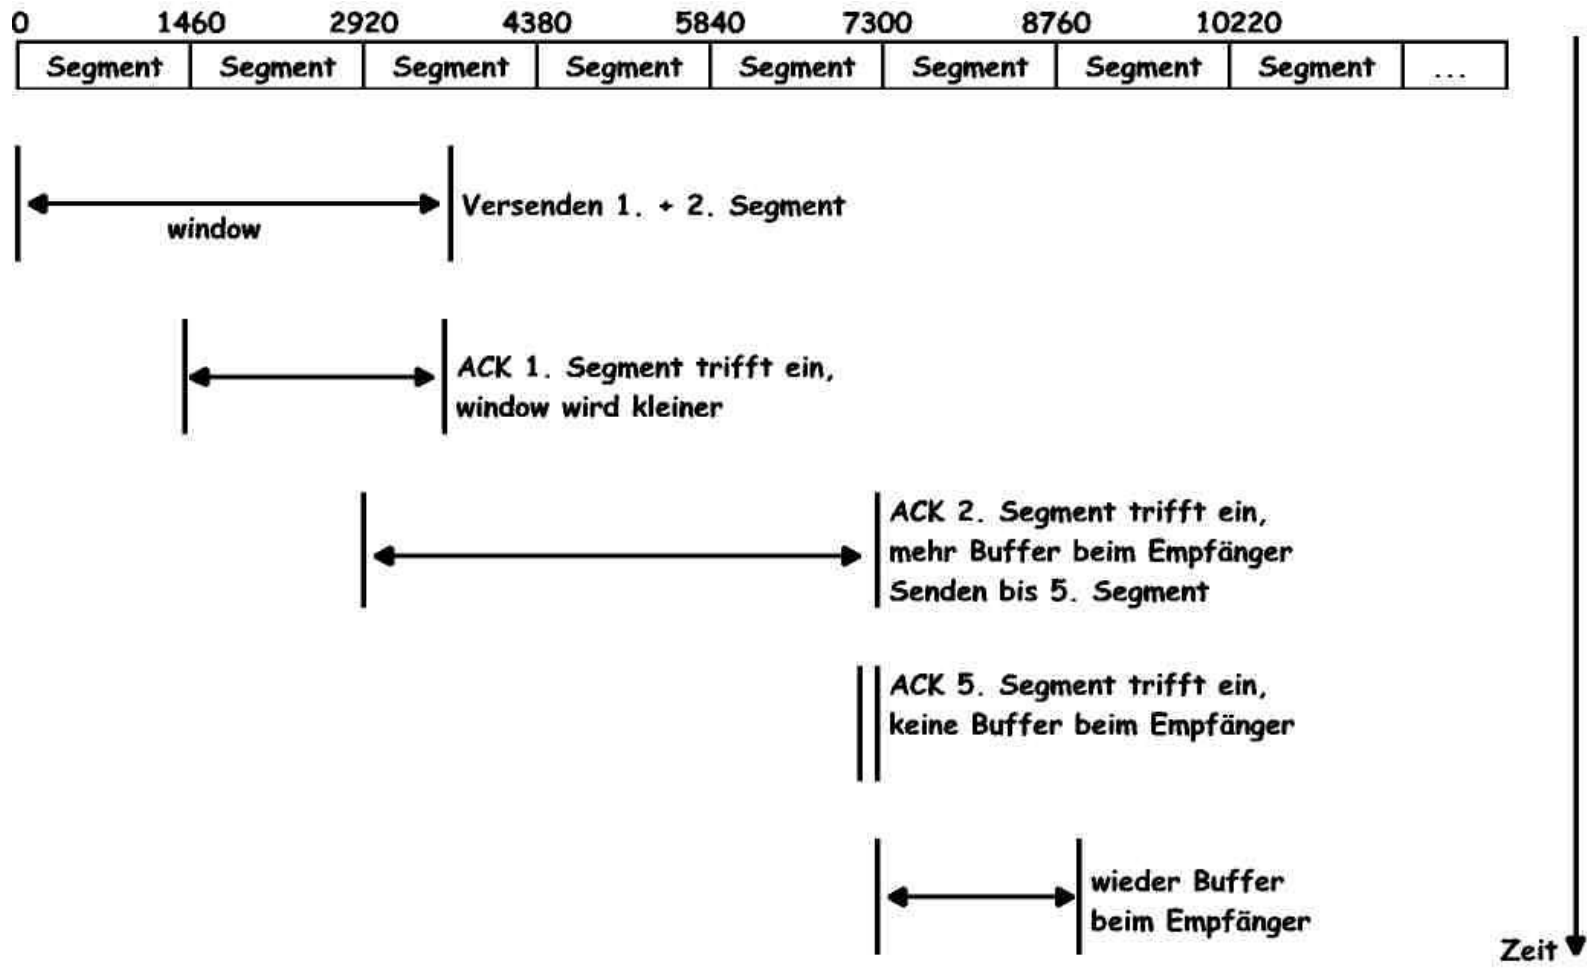 0 1460 2920 4380 5840 7300 8760 10220
Segment Segment Segment Segment Segment Segment Segment Segment ...
Versenden 1. + 2. Segment
window
ACK 1. Segment trifft ein,
window wird kleiner
ACK 2. Segment trifft ein,
mehr Buffer beim Empfänger
Senden bis 5. Segment
ACK 5. Segment trifft ein,
keine Buffer beim Empfänger
wieder Buffer
beim Empfänger
Zeit